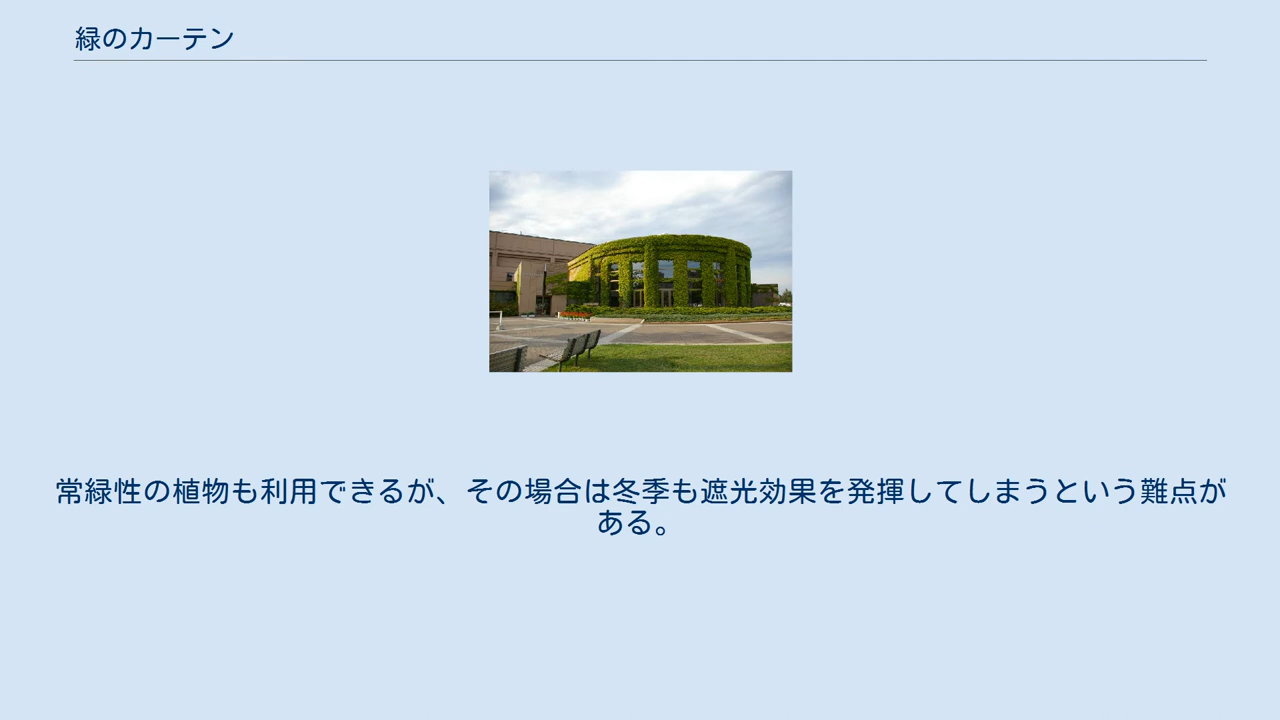 緑のカーテン
常緑性の植物も利用できるが、その場合は冬季も遮光効果を発揮してしまうという難点が
ある。